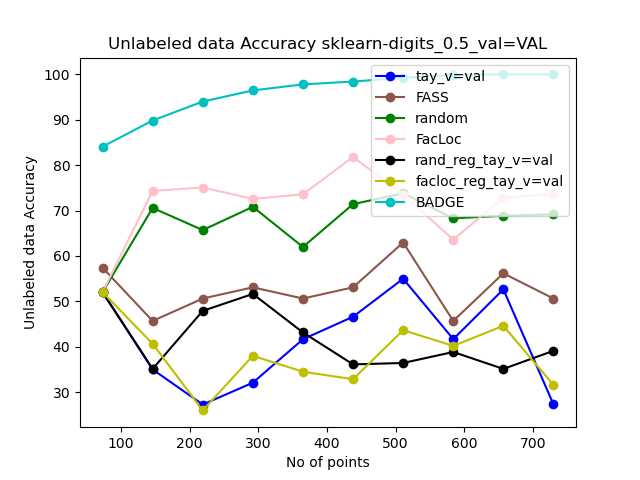 Unlabeled data Accuracy sklearn-digits_0.5_val=VAL
100
90
80
70
60
50
40
30
Unlabeled data Accuracy
tay_v=val
FASS
random
FacLoc
rand_reg_tay_v=val
facloc_reg_tay_v=val
BADGE
100 200 300 400 500 600 700
No of points